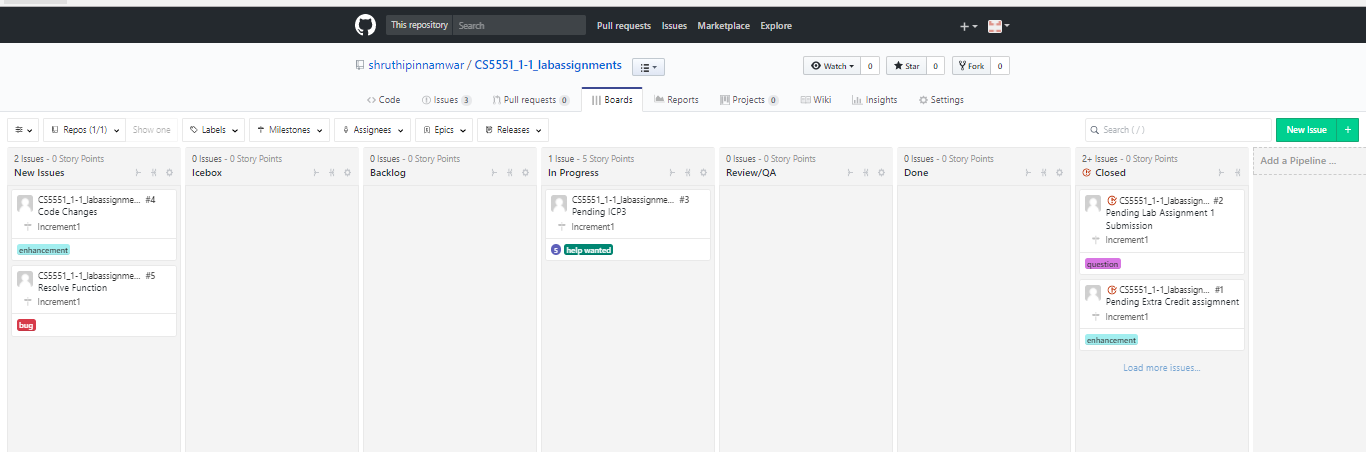 This repository Search Pull requests Issues Marketplace Explore
shruthipinnamwar / CS5551_1-1_labassignments Watch 0 Star 0 Fork 0
Code Issues 3 Pull requests 0 Boards Reports Projects 0 Wiki Insights Settings
Repos (1/1) Show one Labels Milestones Assignees Epics Releases Search ( / ) New Issue +
2 Issues - 0 Story Points
New Issues
CS5551_1-1_labassignme... #4
Code Changes
Increment1
enhancement
CS5551_1-1_labassignme... #5
Resolve Function
Increment1
bug
0 Issues - 0 Story Points
Icebox
0 Issues - 0 Story Points
Backlog
1 Issue - 5 Story Points
In Progress
CS5551_1-1_labassignme... #3
Pending ICP3
Increment1
5 help wanted
0 Issues - 0 Story Points
Review/QA
0 Issues - 0 Story Points
Done
2+ Issues - 0 Story Points
Closed
CS5551_1-1_labassign... #2
Pending Lab Assignment 1
Submission
Increment1
question
CS5551_1-1_labassign... #1
Pending Extra Credit assigmnent
Increment1
enhancement
Load more issues...
Add a Pipeline ...